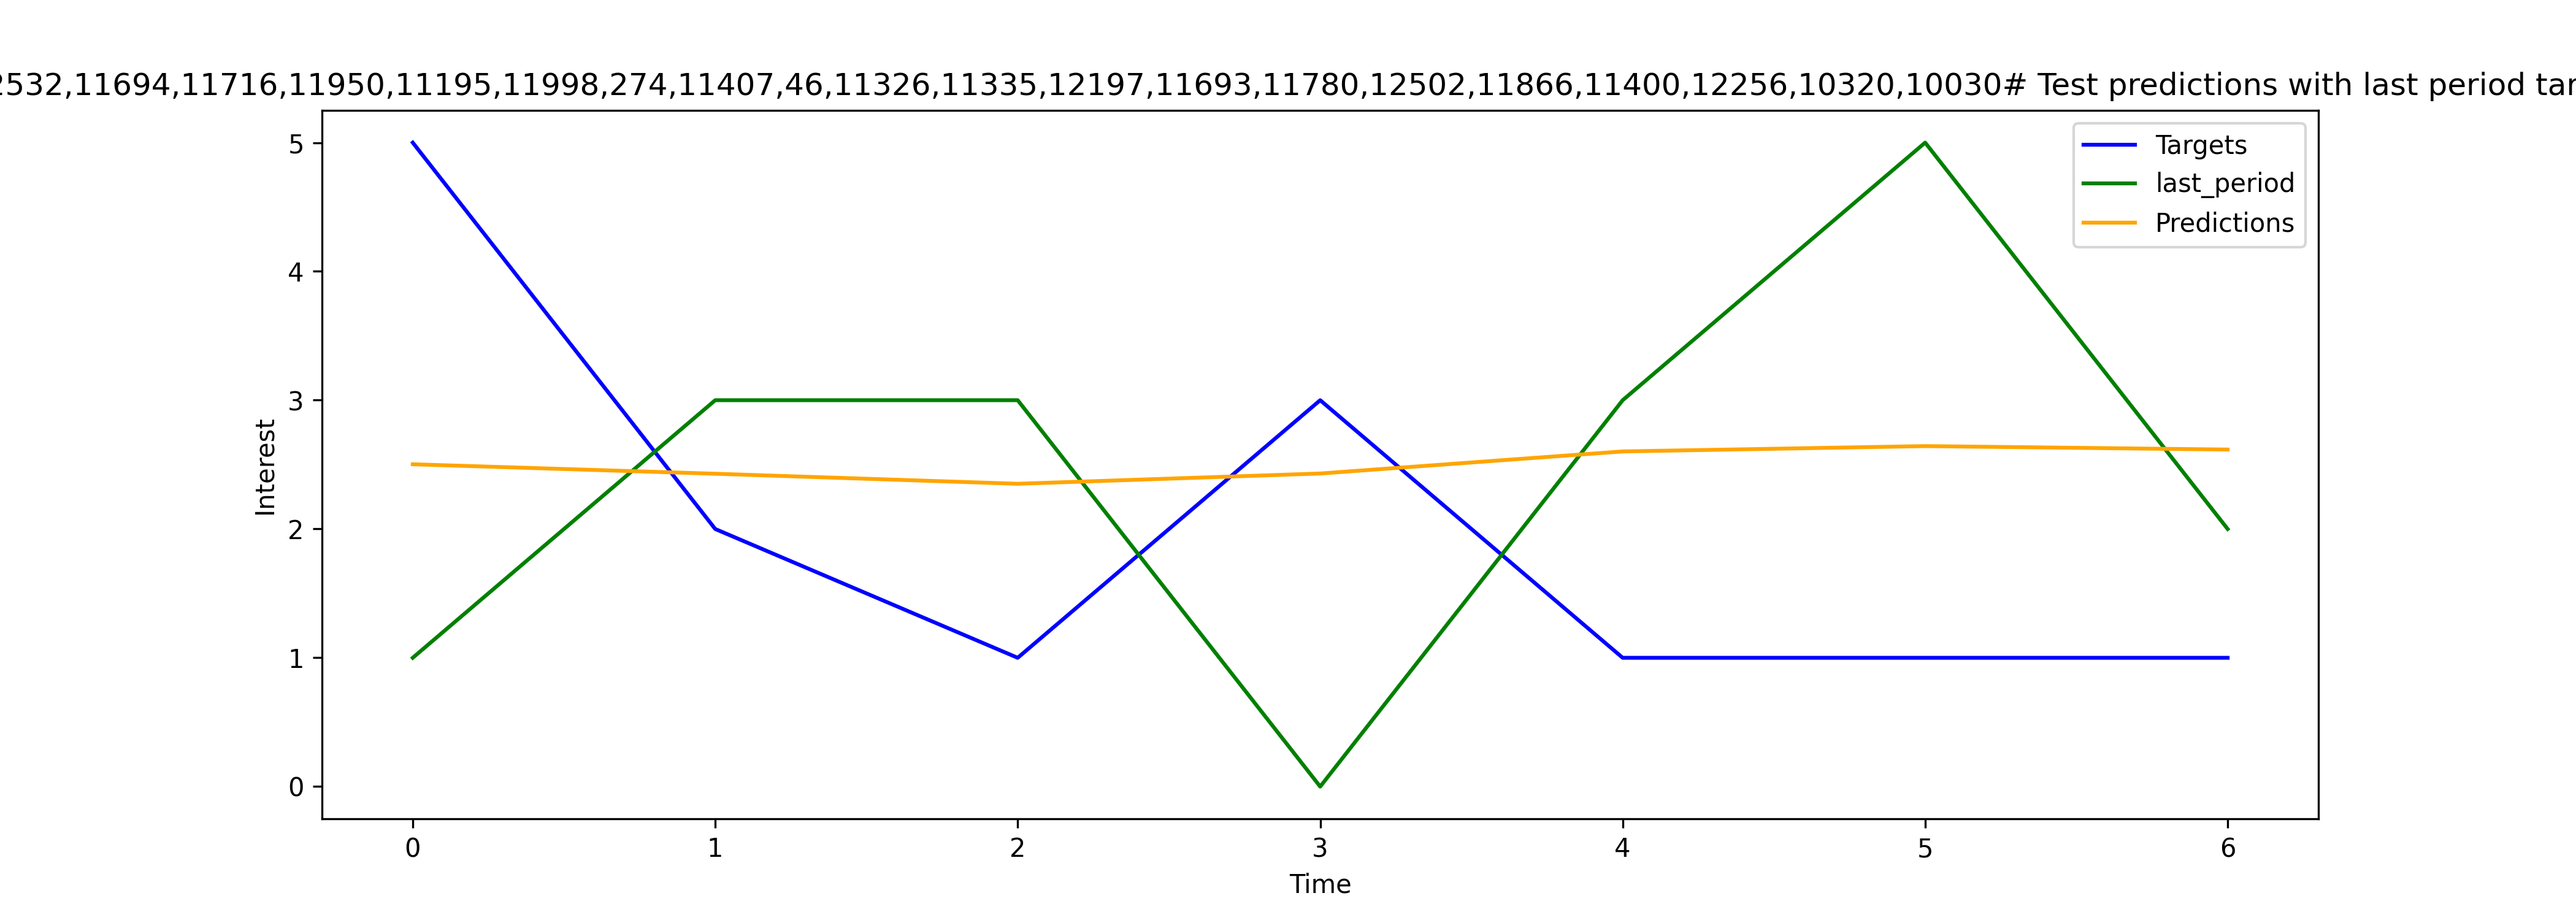 2532,11694,11716,11950,11195,11998,274,11407,46,11326,11335,12197,11693,11780,12502,11866,11400,12256,10320,10030# Test predictions with last period tar
5
4
3
2
1
0
Interest
Targets
last_period
Predictions
0 1 2 3 4 5 6
Time